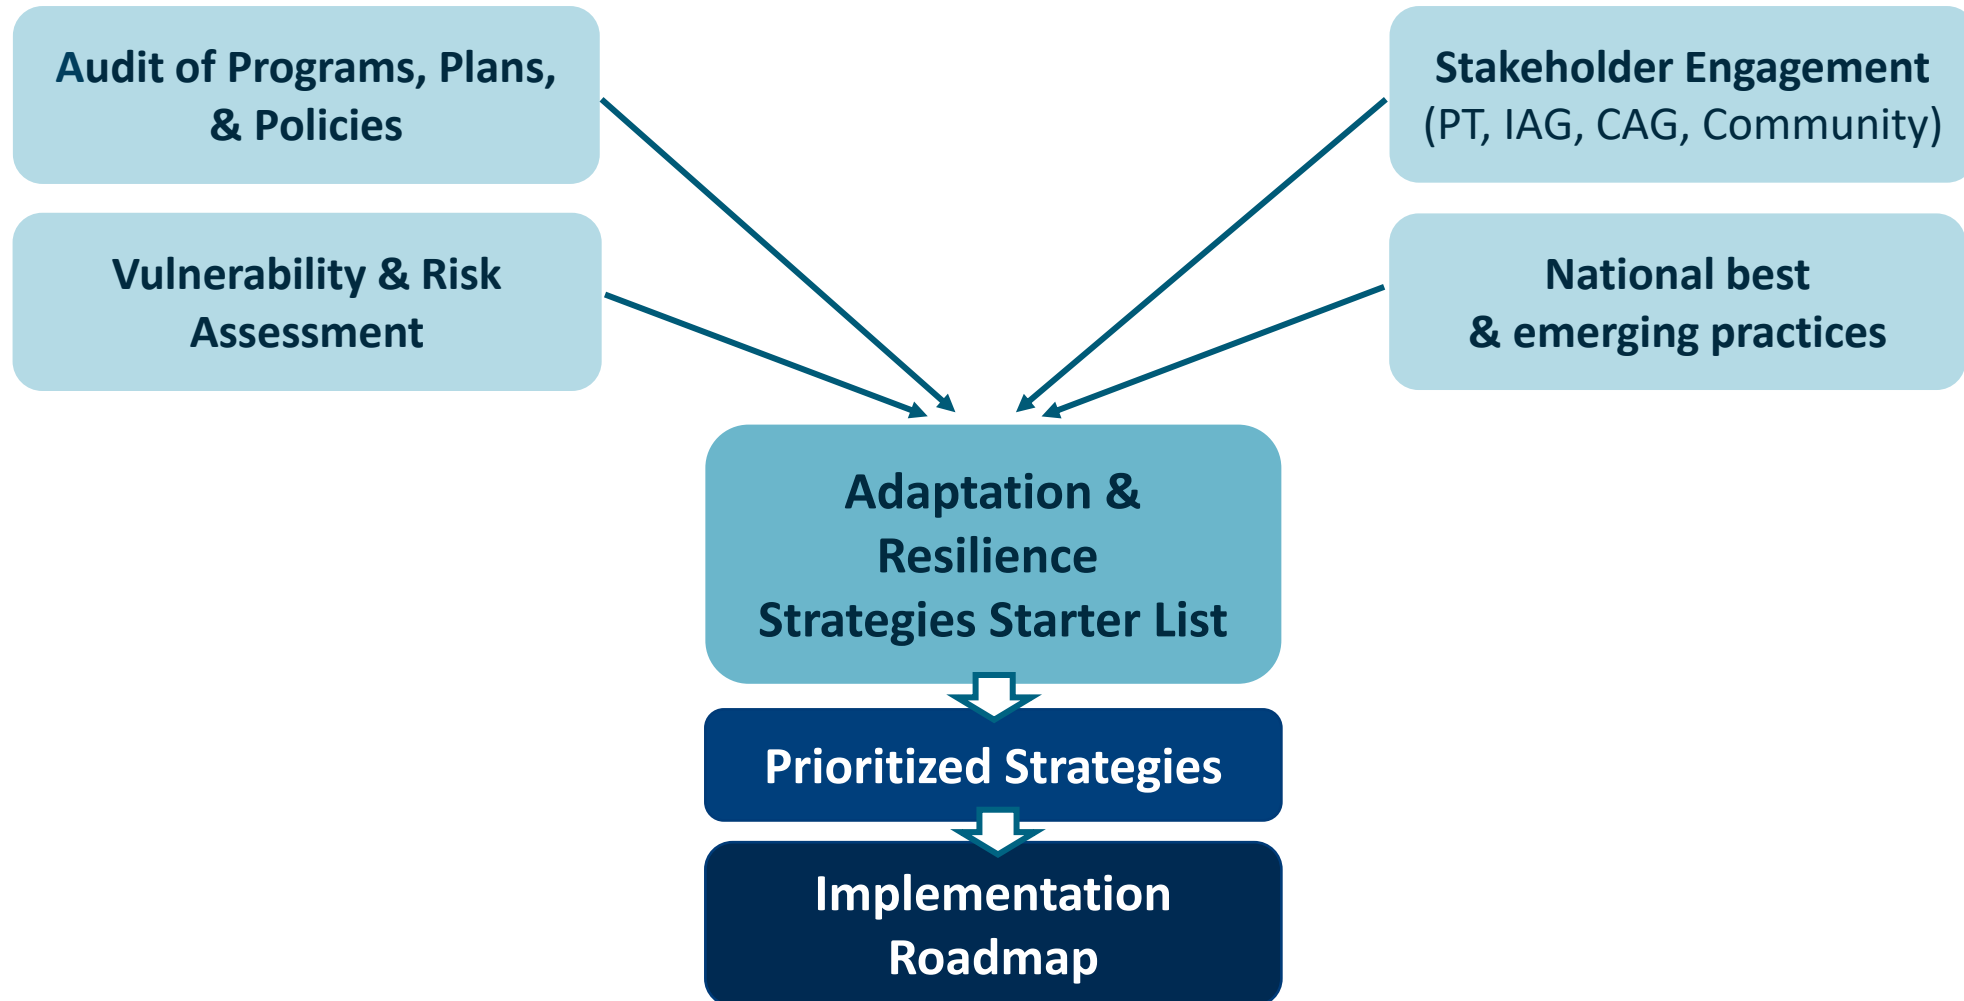 Audit of Programs, Plans,
& Policies
Stakeholder Engagement
(PT, IAG, CAG, Community)
Vulnerability & Risk
Assessment
National best
& emerging practices
Adaptation &
Resilience
Strategies Starter List
Prioritized Strategies
Implementation
Roadmap